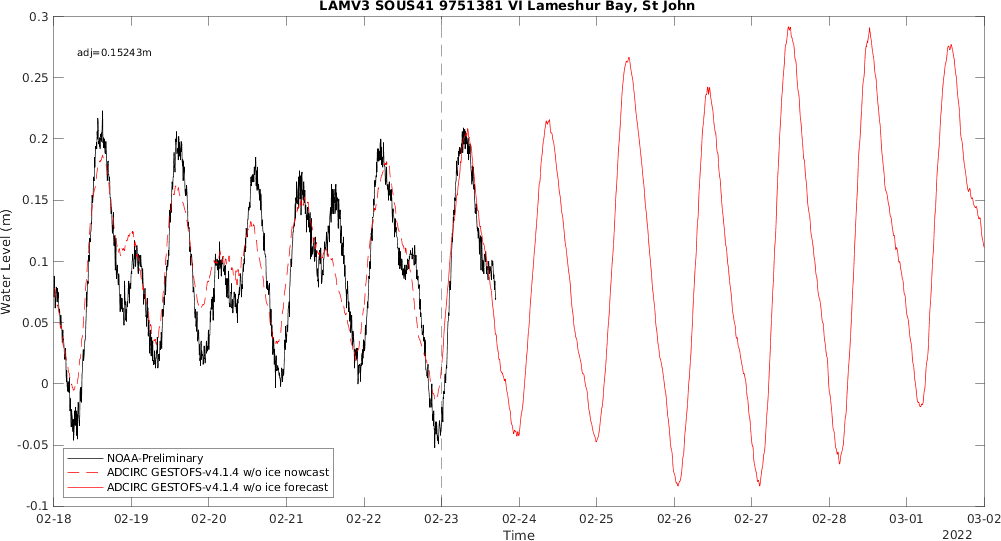 LAMV3 SOUS41 9751381 VI Lameshur Bay, St John
adj=0.15243m
0.3
0.25
0.2
0.15
0.1
0.05
0
-0.05
-0.1
Water Level (m)
NOAA-Preliminary
ADCIRC GESTOFS-v4.1.4 w/o ice nowcast
ADCIRC GESTOFS-v4.1.4 w/o ice forecast
02-18 02-19 02-20 02-21 02-22 02-23 02-24 02-25 02-26 02-27 02-28 03-01 03-02
Time
2022